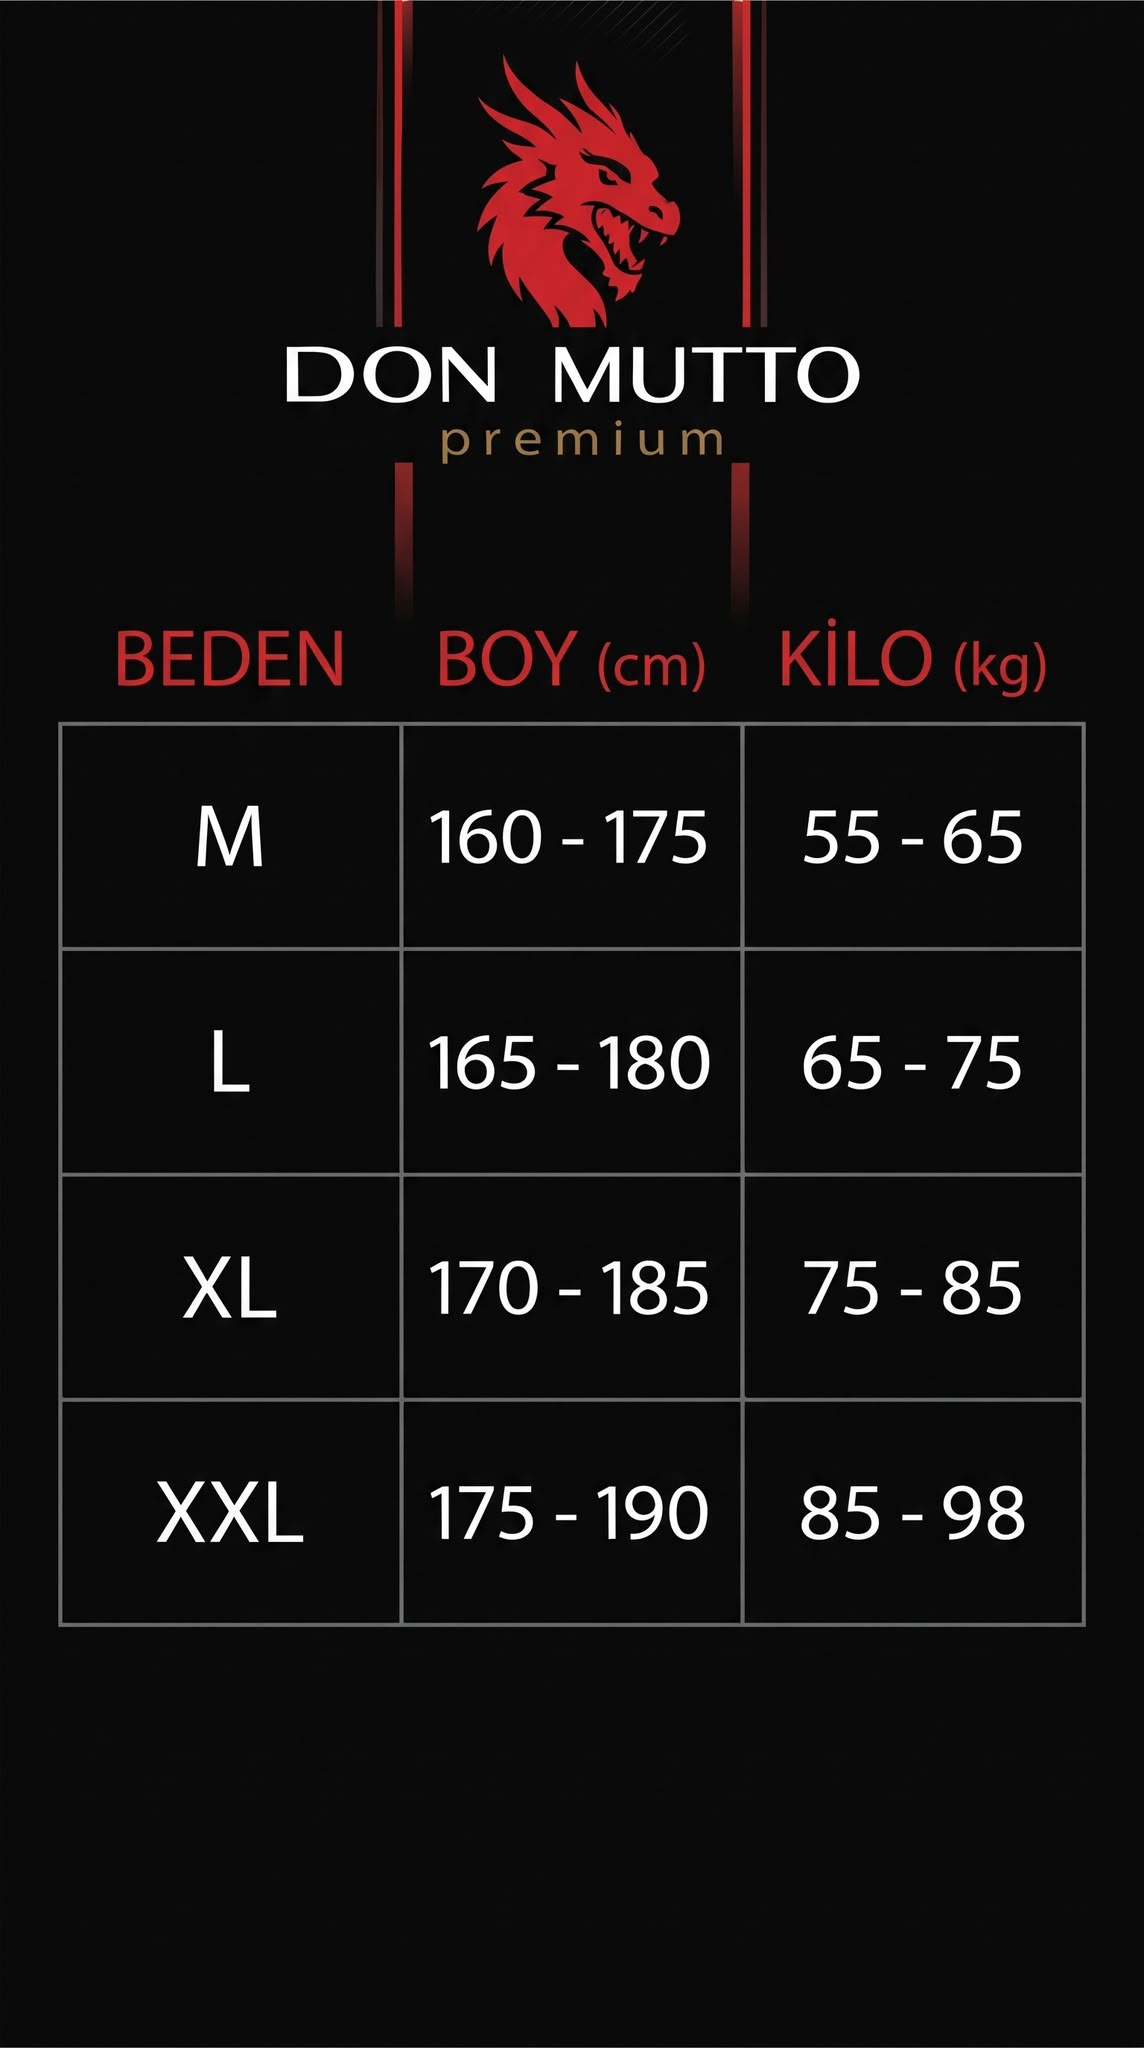 DON MUTTO
premium
BEDEN BOY (cm) KİLO (kg)
M 160 - 175 55 - 65
L 165 - 180 65 - 75
XL 170 - 185 75 - 85
XXL 175 - 190 85 - 98